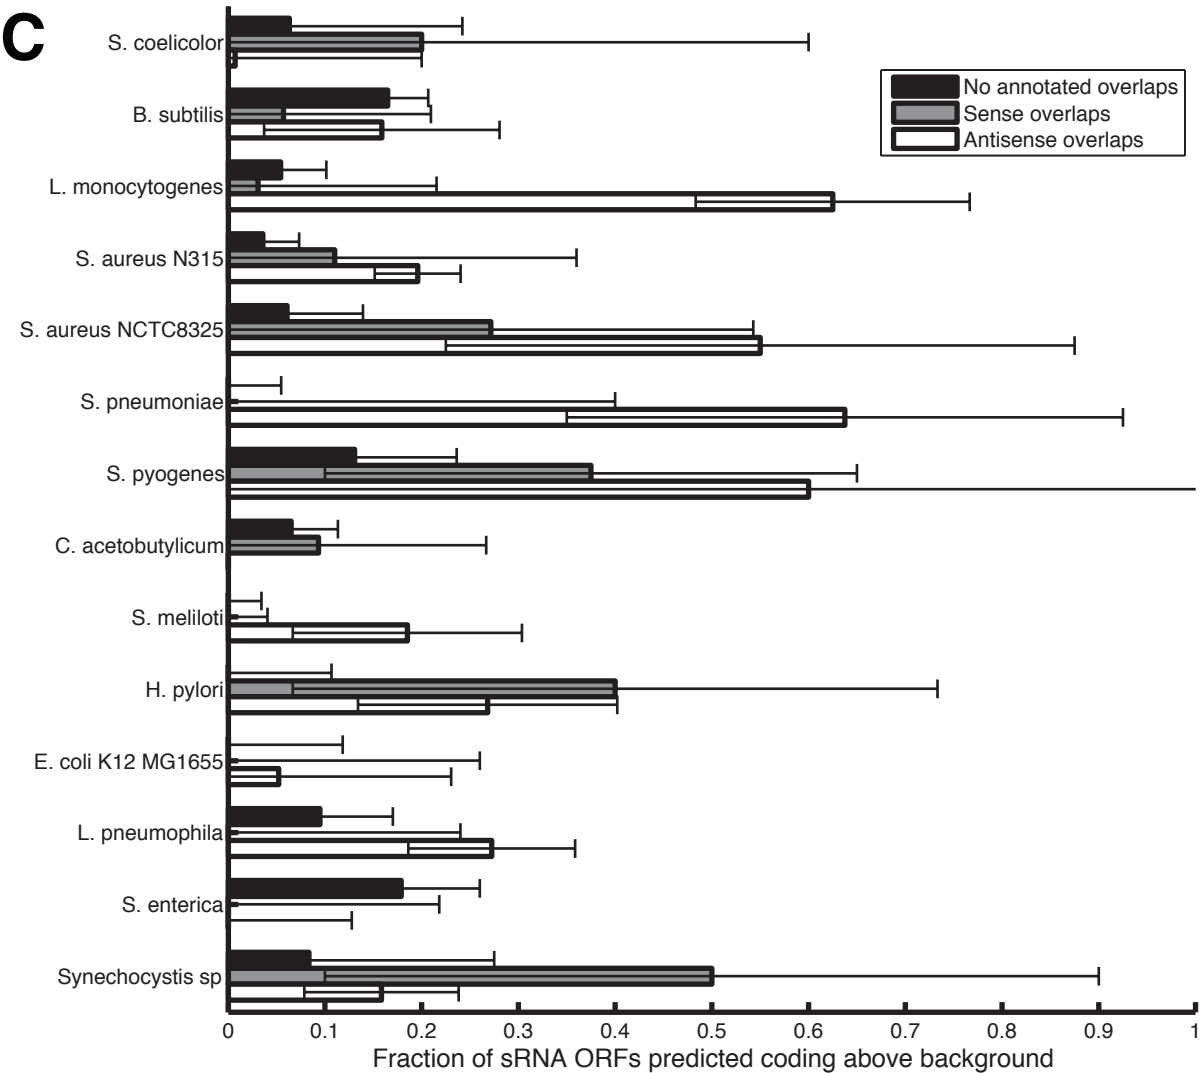 C
S. coelicolor
B. subtilis
L. monocytogenes
S. aureus N315
S. aureus NCTC8325
S. pneumoniae
S. pyogenes
C. acetobutylicum
S. meliloti
H. pylori
E. coli K12 MG1655
L. pneumophila
S. enterica
Synechocystis sp
No annotated overlaps
Sense overlaps
Antisense overlaps
0 0.1 0.2 0.3 0.4 0.5 0.6 0.7 0.8 0.9 1
Fraction of sRNA ORFs predicted coding above background